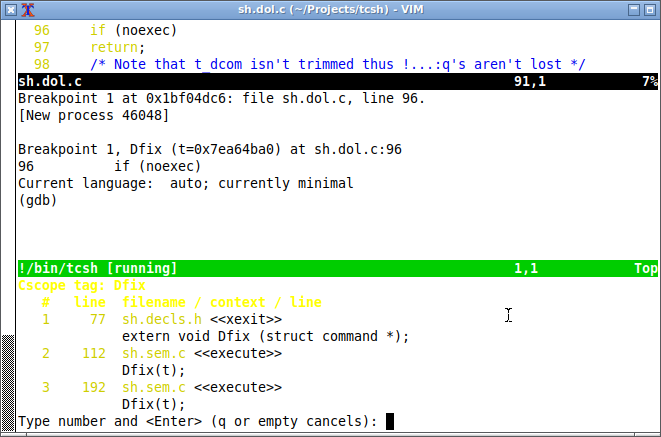 sh.dol.c (~/Projects/tcsh) - VIM
96     if (noexec)
97     return;
98     /* Note that t_dcom isn't trimmed thus !...:q's aren't lost */
sh.dol.c 91,1 7%
Breakpoint 1 at 0x1bf04dc6: file sh.dol.c, line 96.
[New process 46048]
Breakpoint 1, Dfix (t=0x7ea64ba0) at sh.dol.c:96
96          if (noexec)
Current language:  auto; currently minimal
(gdb)
!/bin/tcsh [running] 1,1 Top
Cscope tag: Dfix
#   line  filename / context / line
1     77  sh.decls.h <<xexit>>
extern void Dfix (struct command *);
2    112  sh.sem.c <<execute>>
Dfix(t);
3    192  sh.sem.c <<execute>>
Dfix(t);
Type number and <Enter> (q or empty cancels):